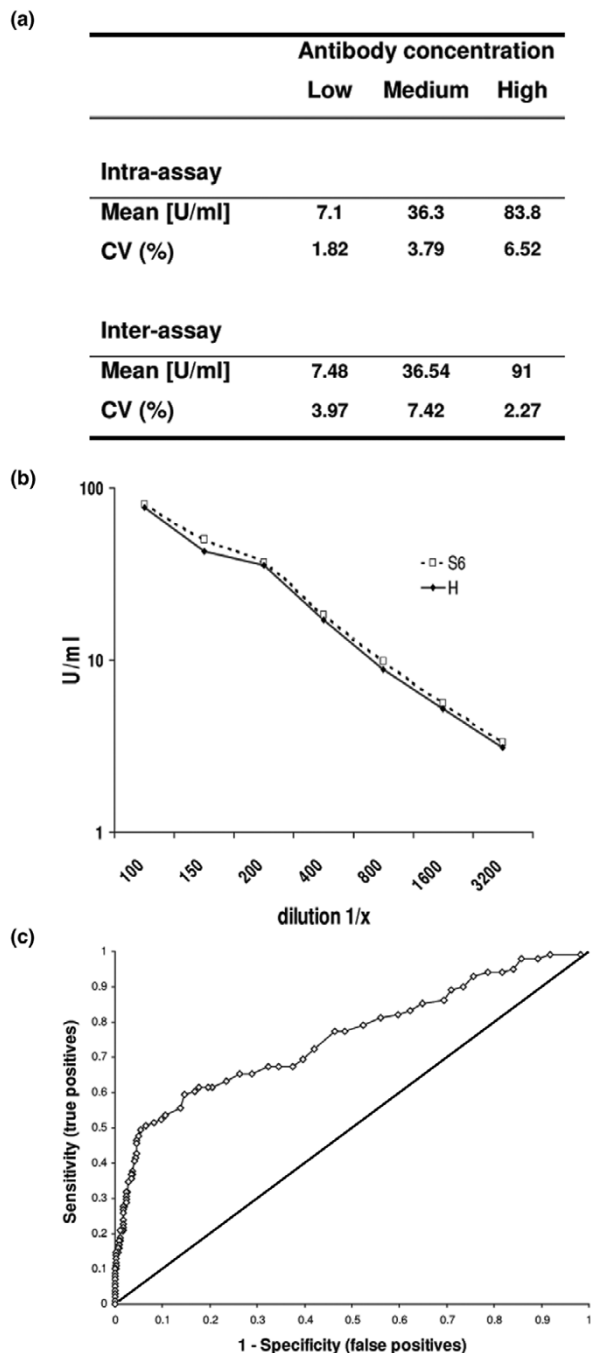 (a)
Antibody concentration
Low Medium High
Intra-assay
Mean [U/ml] 7.1 36.3 83.8
CV (%) 1.82 3.79 6.52
Inter-assay
Mean [U/ml] 7.48 36.54 91
CV (%) 3.97 7.42 2.27
(b)
100
10
1
U/ml
S6
H
100 150 200 400 800 1600 3200
dilution 1/x
(c)
1
0.9
0.8
0.7
0.6
0.5
0.4
0.3
0.2
0.1
0
Sensitivity (true positives)
0 0.1 0.2 0.3 0.4 0.5 0.6 0.7 0.8 0.9 1
1 - Specificity (false positives)